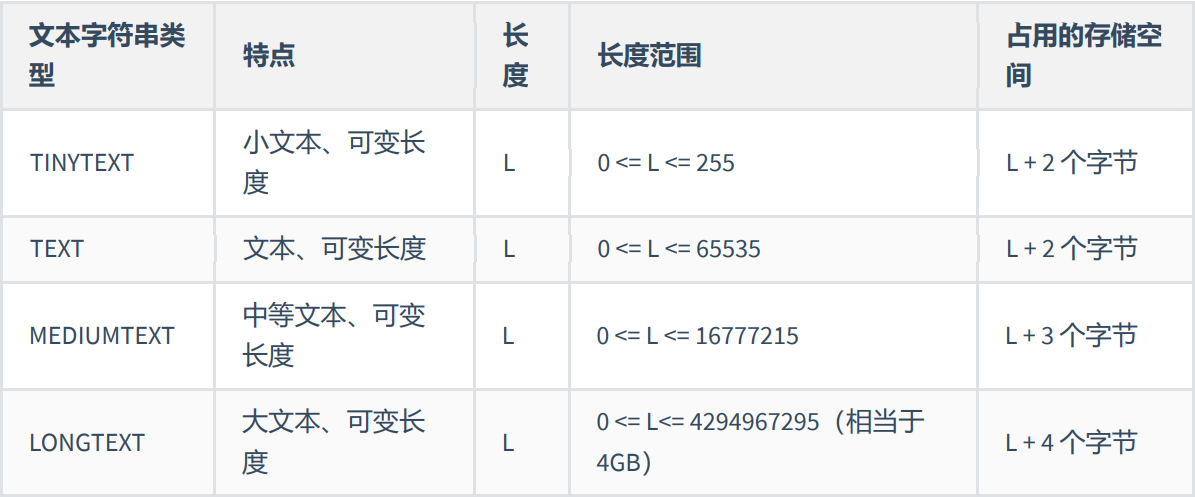 文本字符串类型 特点 长度 长度范围 占用的存储空间
TINYTEXT 小文本、可变长度 L 0 <= L <= 255 L + 2 个字节
TEXT 文本、可变长度 L 0 <= L <= 65535 L + 2 个字节
MEDIUMTEXT 中等文本、可变长度 L 0 <= L <= 16777215 L + 3 个字节
LONGTEXT 大文本、可变长度 L 0 <= L<= 4294967295（相当于4GB） L + 4 个字节